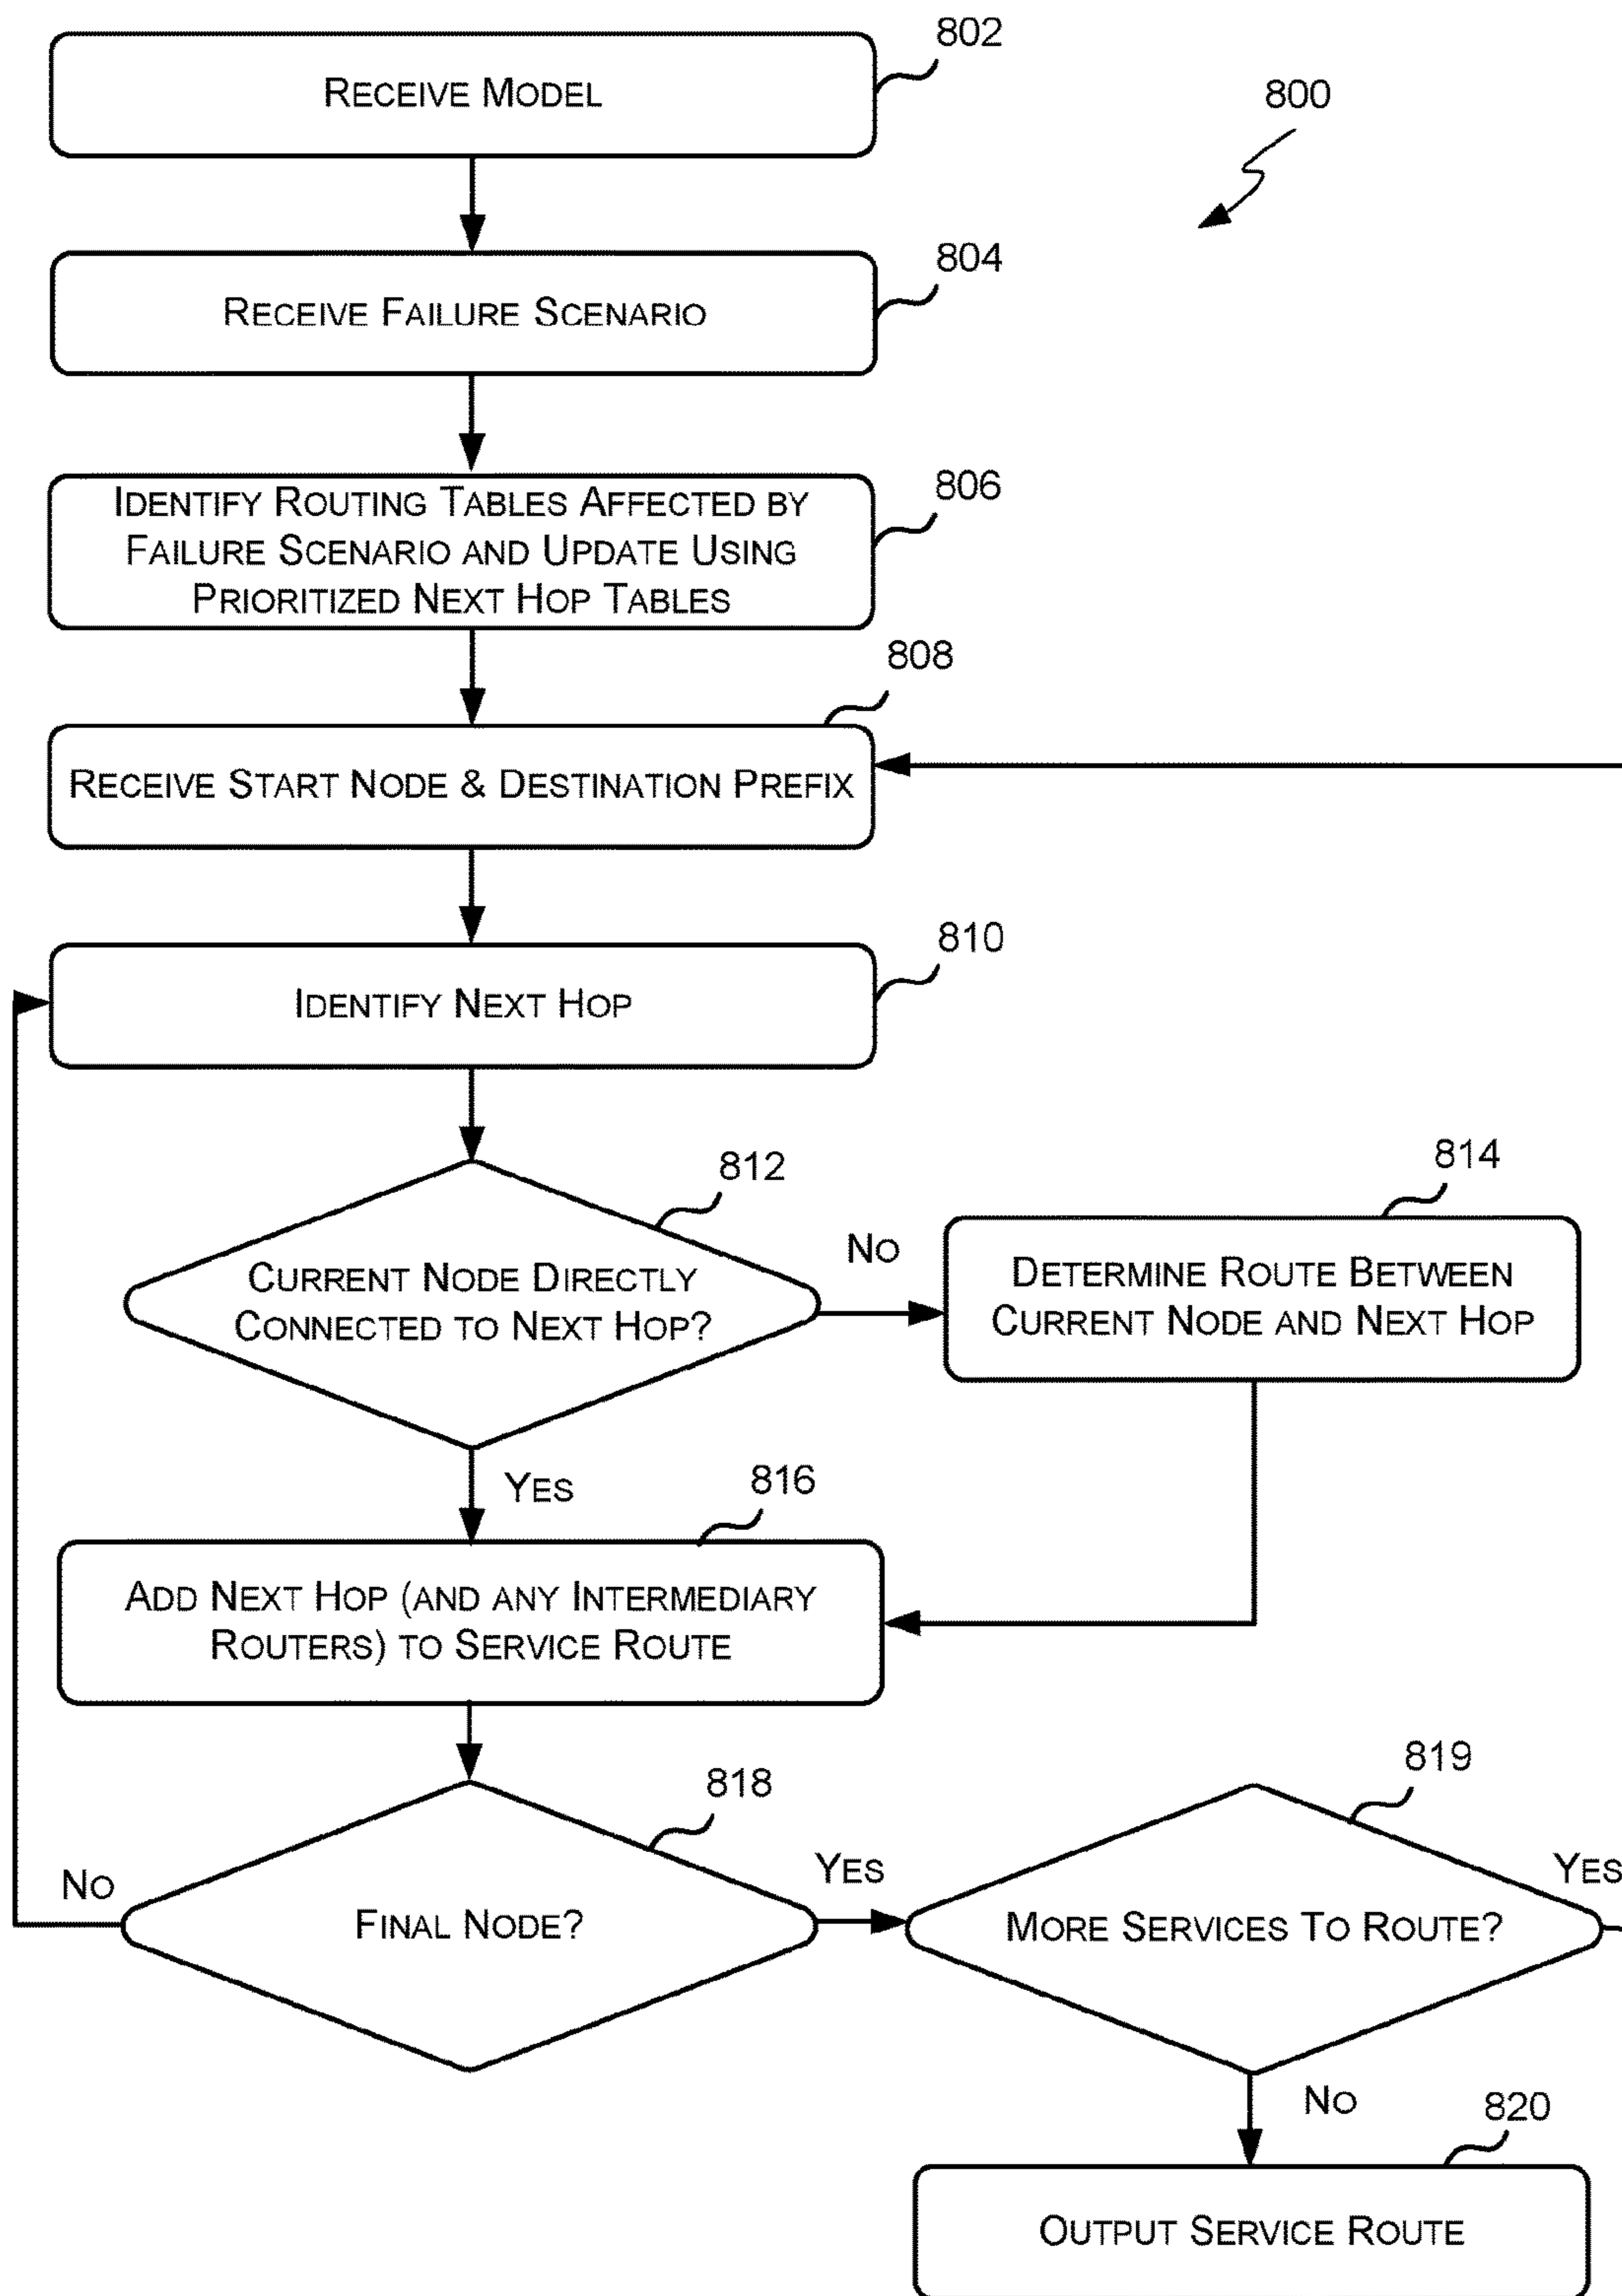 802
RECEIVE MODEL
800
804
RECEIVE FAILURE SCENARIO
806
IDENTIFY ROUTING TABLES AFFECTED BY
FAILURE SCENARIO AND UPDATE USING
PRIORITIZED NEXT HOP TABLES
808
RECEIVE START NODE & DESTINATION PREFIX
810
IDENTIFY NEXT HOP
812
CURRENT NODE DIRECTLY
CONNECTED TO NEXT HOP?
NO
814
DETERMINE ROUTE BETWEEN
CURRENT NODE AND NEXT HOP
YES
816
ADD NEXT HOP (AND ANY INTERMEDIARY
ROUTERS) TO SERVICE ROUTE
818
FINAL NODE?
NO
YES
819
MORE SERVICES TO ROUTE?
YES
NO
820
OUTPUT SERVICE ROUTE